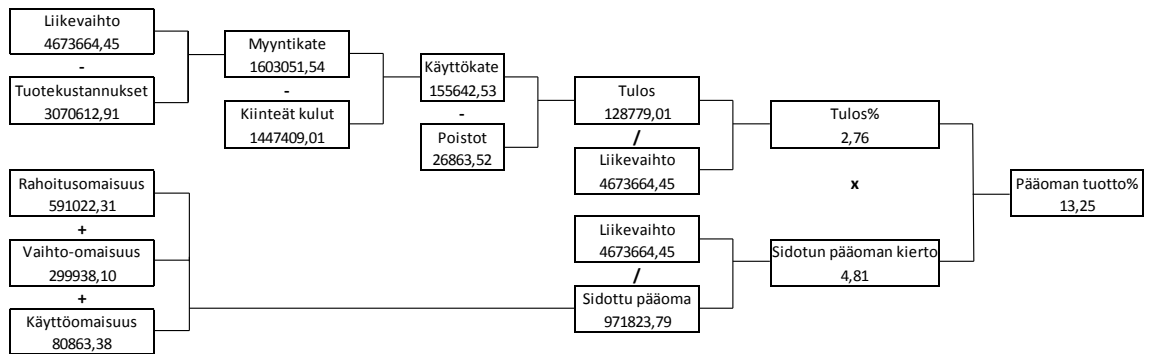 Liikevaihto
4673664,45
-
Tuotekustannukset
3070612,91
Myyntikate
1603051,54
-
Kiinteät kulut
1447409,01
Käyttökate
155642,53
-
Poistot
26863,52
Tulos
128779,01
/
Liikevaihto
4673664,45
Tulos%
2,76
x
Rahoitusomaisuus
591022,31
+
Vaihto-omaisuus
299938,10
+
Käyttöomaisuus
80863,38
Liikevaihto
4673664,45
/
Sidottu pääoma
971823,79
Sidotun pääoman kierto
4,81
Pääoman tuotto%
13,25